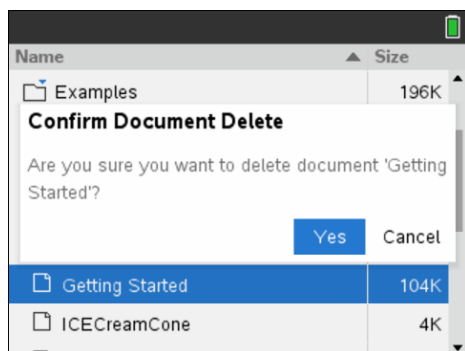 Name Size
Examples 196K
Confirm Document Delete
Are you sure you want to delete document 'Getting
Started'?
Yes Cancel
Getting Started 104K
ICECreamCone 4K